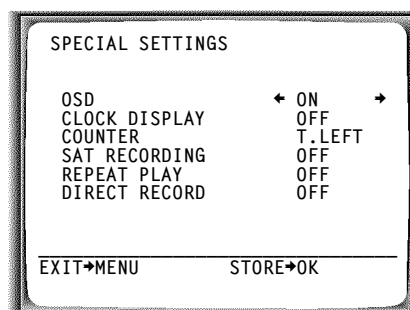 SPECIAL SETTINGS
OSD ← ON →
CLOCK DISPLAY OFF
COUNTER T.LEFT
SAT RECORDING OFF
REPEAT PLAY OFF
DIRECT RECORD OFF
EXIT→MENU STORE→OK